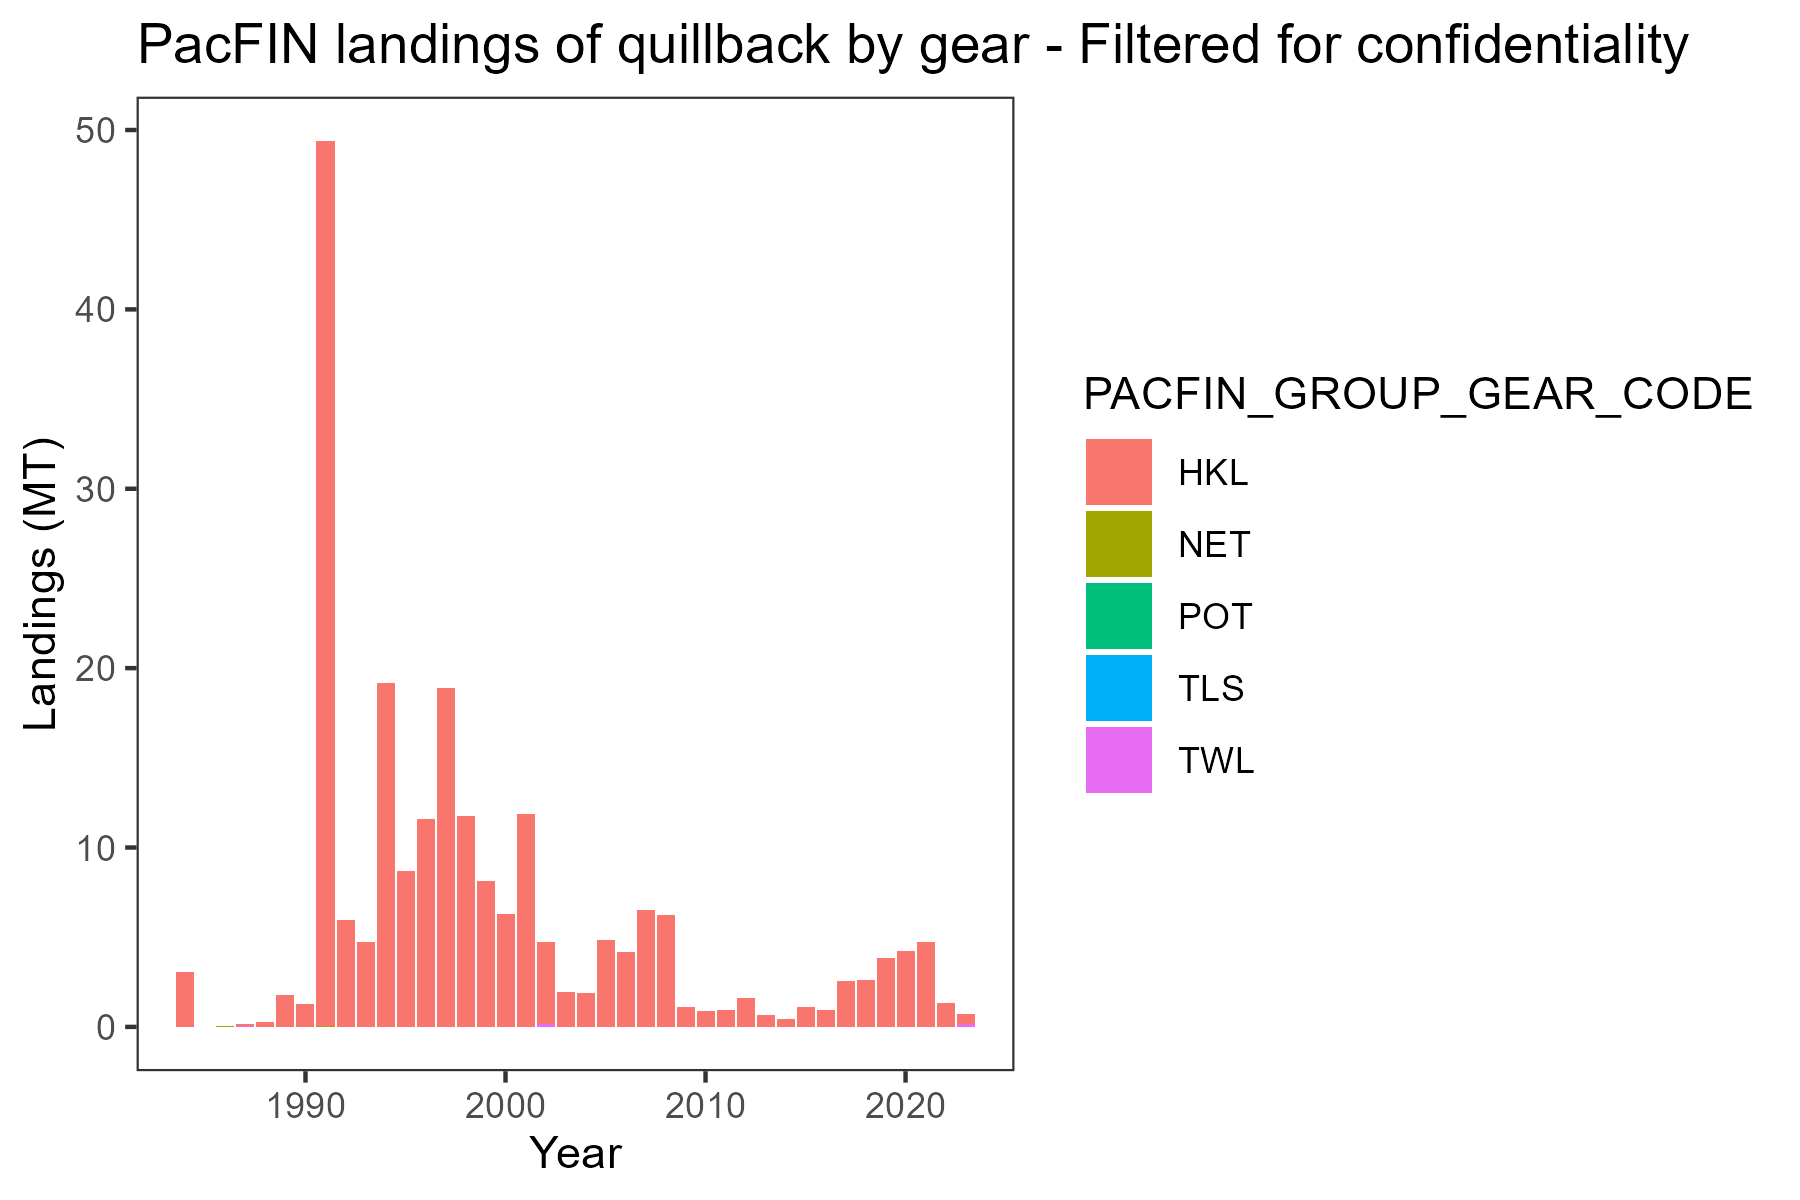 PacFIN landings of quillback by gear - Filtered for confidentiality
50
40
30
20
10
0
Landings (MT)
1990
2000
2010
2020
Year
PACFIN_GROUP_GEAR_CODE
HKL
NET
POT
TLS
TWL